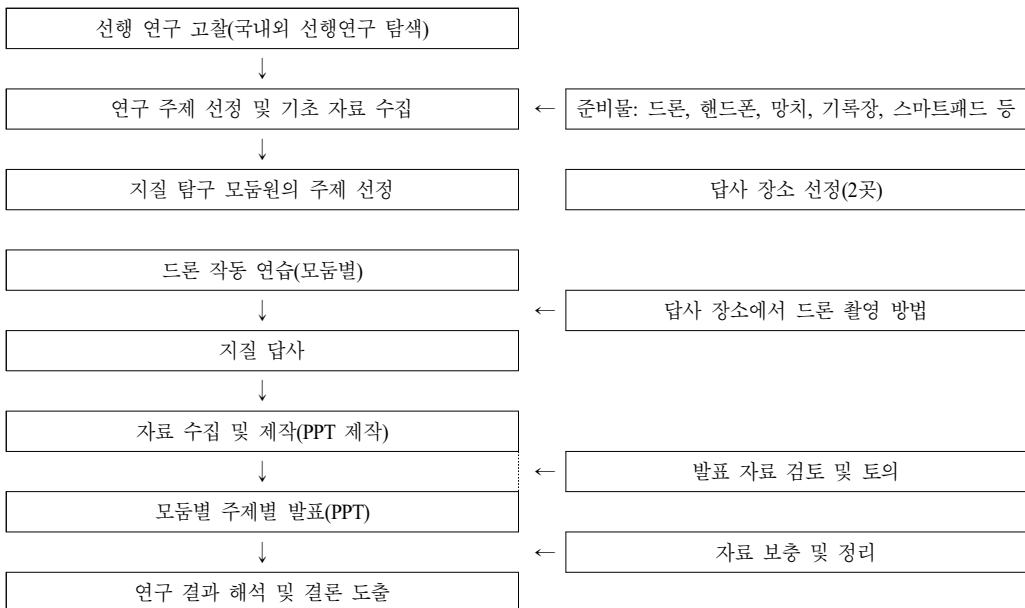 선행 연구 고찰(국내외 선행연구 탐색)
↓
연구 주제 선정 및 기초 자료 수집
← 준비물: 드론, 핸드폰, 망치, 기록장, 스마트패드 등
↓
지질 탐구 모둠원의 주제 선정
답사 장소 선정(2곳)
드론 작동 연습(모둠별)
↓
← 답사 장소에서 드론 촬영 방법
지질 답사
↓
자료 수집 및 제작(PPT 제작)
↓
← 발표 자료 검토 및 토의
모둠별 주제별 발표(PPT)
↓
← 자료 보충 및 정리
연구 결과 해석 및 결론 도출